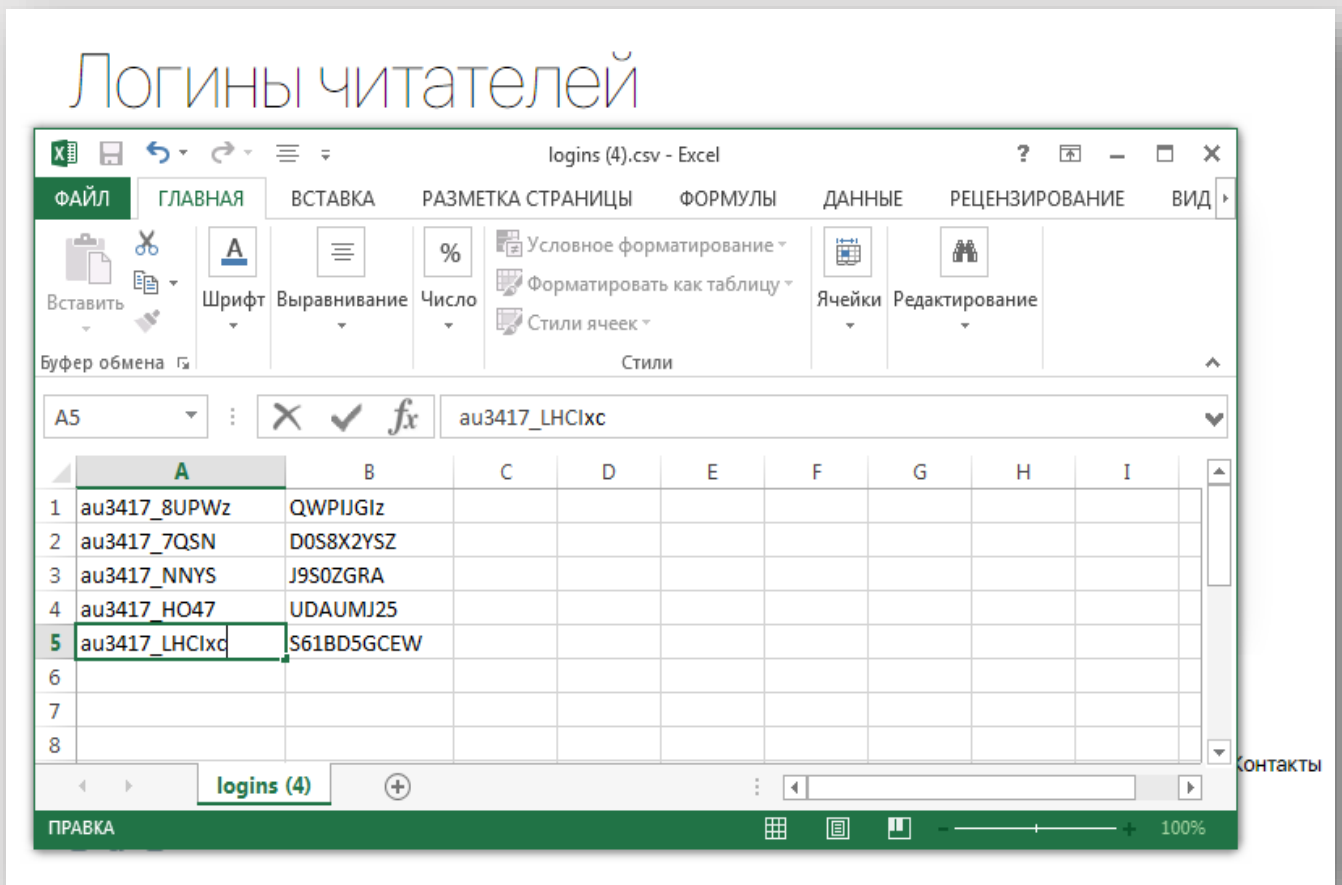 Логины читателей
logins (4).csv - Excel
ФАЙЛ ГЛАВНАЯ ВСТАВКА РАЗМЕТКА СТРАНИЦЫ ФОРМУЛЫ ДАННЫЕ РЕЦЕНЗИРОВАНИЕ ВИД
Вставить
Буфер обмена
Шрифт
Выравнивание
%
Число
Условное форматирование
Форматировать как таблицу
Стили ячеек
Стили
Ячейки
Редактирование
A5 fx au3417_LHCIxc
A B C D E F G H I
1 au3417_8UPWz QWPIJGIz
2 au3417_7QSN D0S8X2YSZ
3 au3417_NNYS J9S0ZGRA
4 au3417_HO47 UDAUMJ25
5 au3417_LHCIxc S61BD5GCEW
6
7
8
Контакты
logins (4)
ПРАВКА 100%